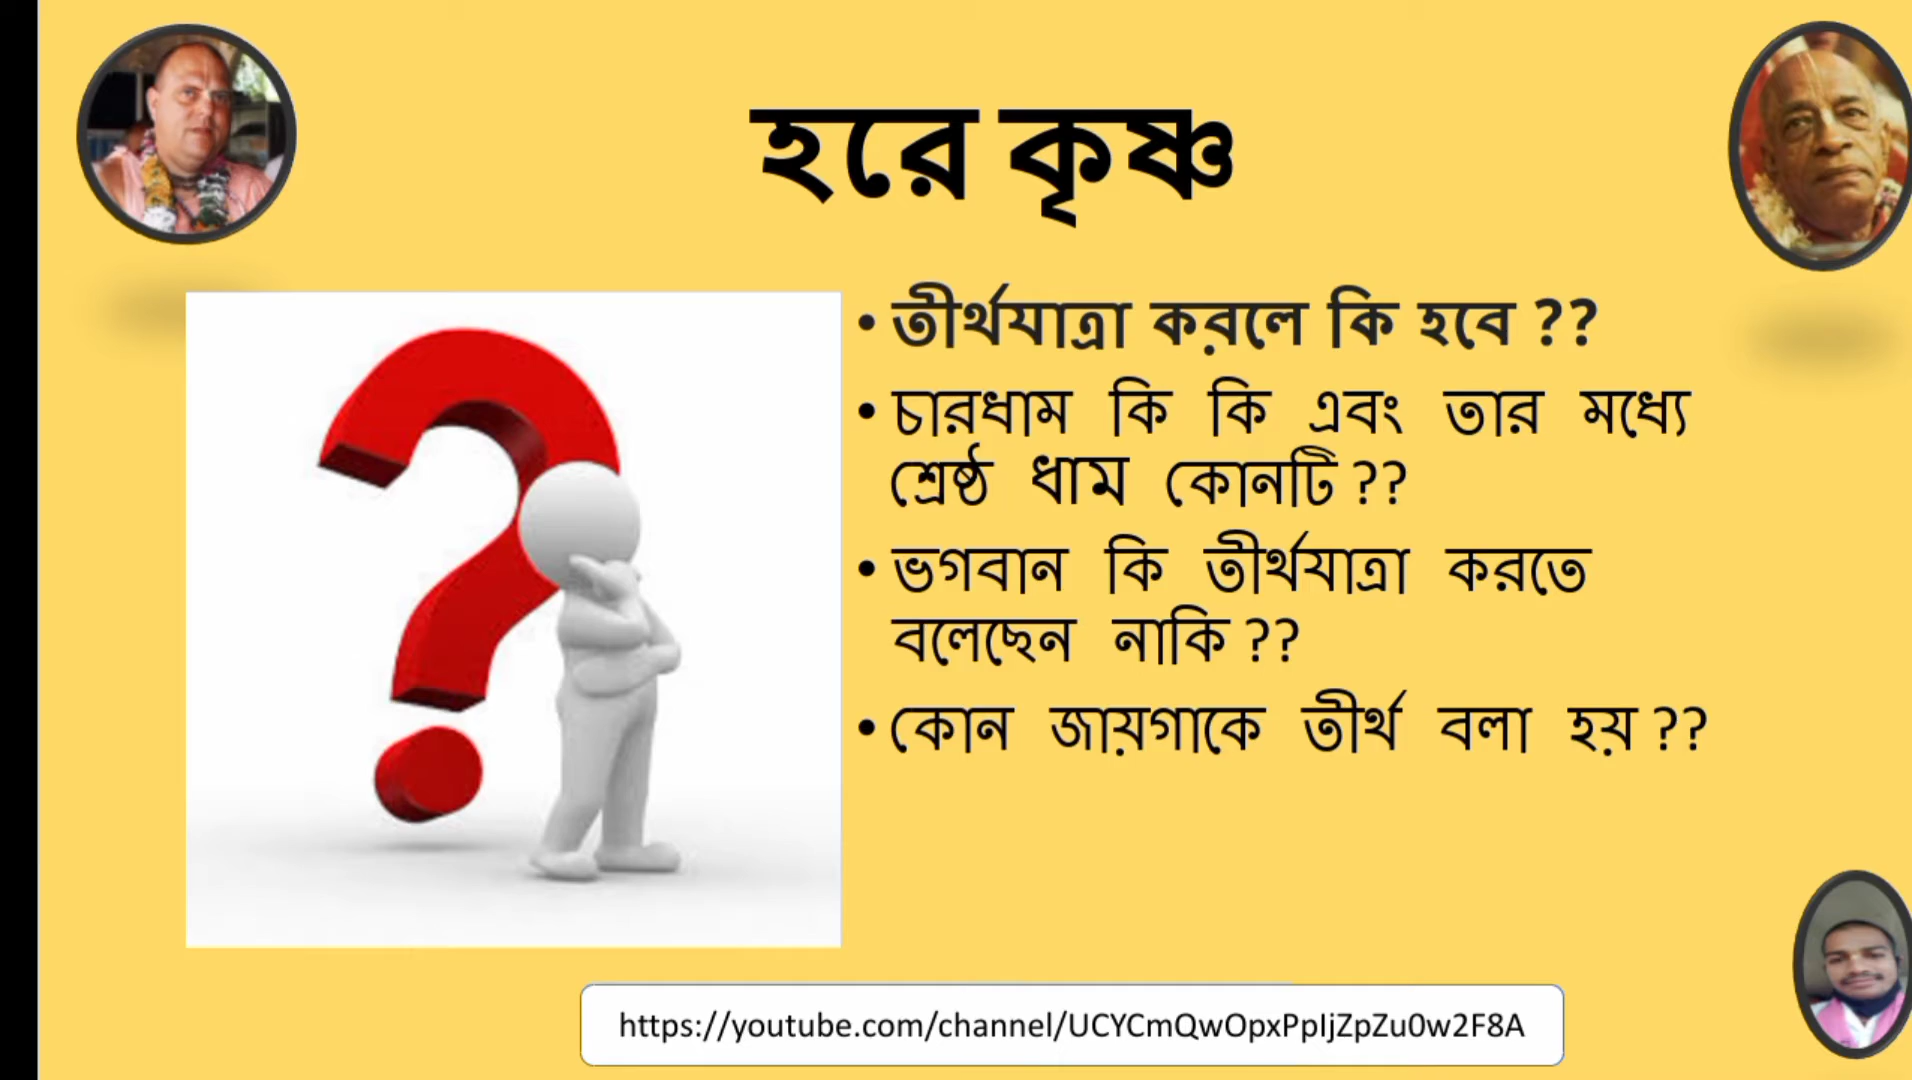 হরে কৃষ্ণ
• তীর্থযাত্রা করলে কি হবে ??
• চারধাম কি কি এবং তার মধ্যে
শ্রেষ্ঠ ধাম কোনটি ??
• ভগবান কি তীর্থযাত্রা করতে
বলেছেন নাকি ??
• কোন জায়গাকে তীর্থ বলা হয় ??
https://youtube.com/channel/UCYCmQwOpxPpIjZpZu0w2F8A